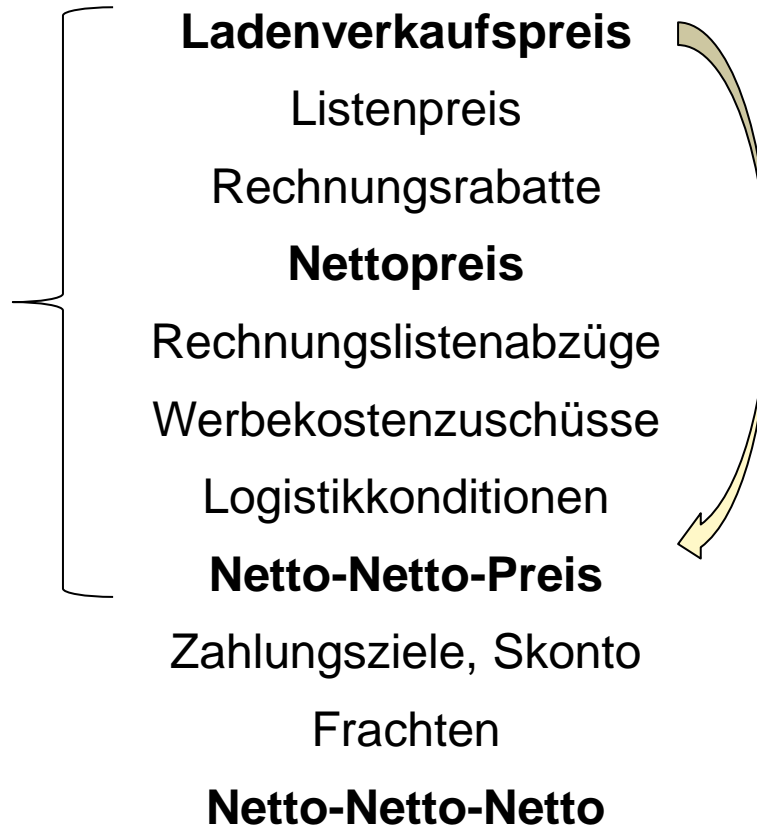 Ladenverkaufspreis
Listenpreis
Rechnungsrabatte
Nettopreis
Rechnungslistenabzüge
Werbekostenzuschüsse
Logistikkonditionen
Netto-Netto-Preis
Zahlungsziele, Skonto
Frachten
Netto-Netto-Netto